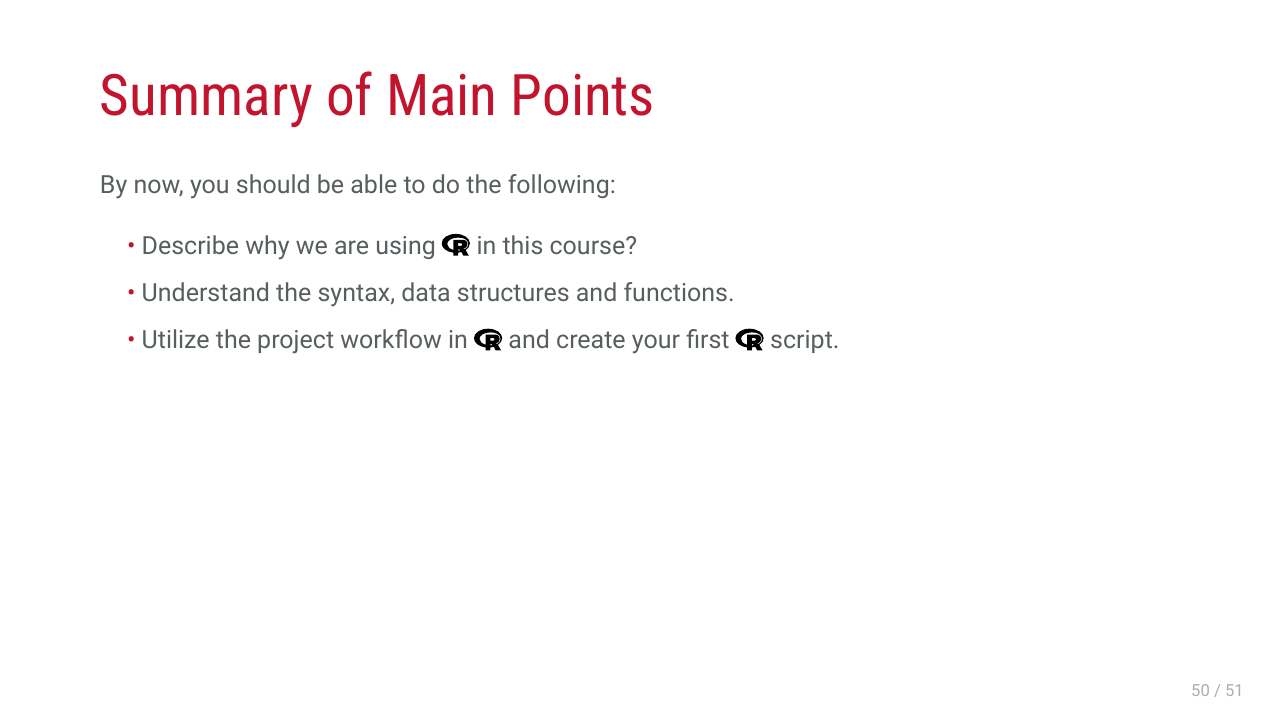 Summary of Main Points
By now, you should be able to do the following:
• Describe why we are using R in this course?
• Understand the syntax, data structures and functions.
• Utilize the project workflow in R and create your first R script.
50 / 51